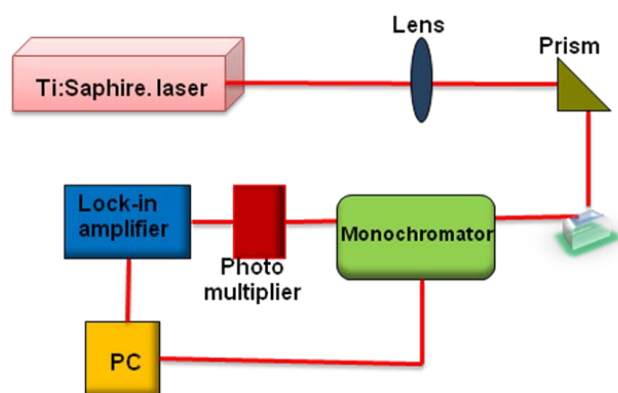 Lens
Prism
Ti:Saphire. laser
Lock-in
amplifier
Monochromator
Photo
multiplier
PC